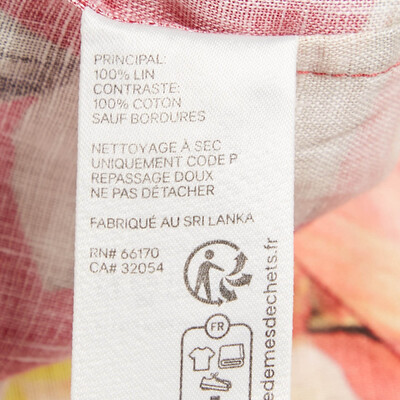 PRINCIPAL:
100% LIN
CONTRASTE:
100% COTON
SAUF BORDURES
NETTOYAGE À SEC
UNIQUEMENT CODE P
REPASSAGE DOUX
NE PAS DÉTACHER
FABRIQUÉ AU SRI LANKA
RN# 66170
CA# 32054
FR
edemesdechets.fr